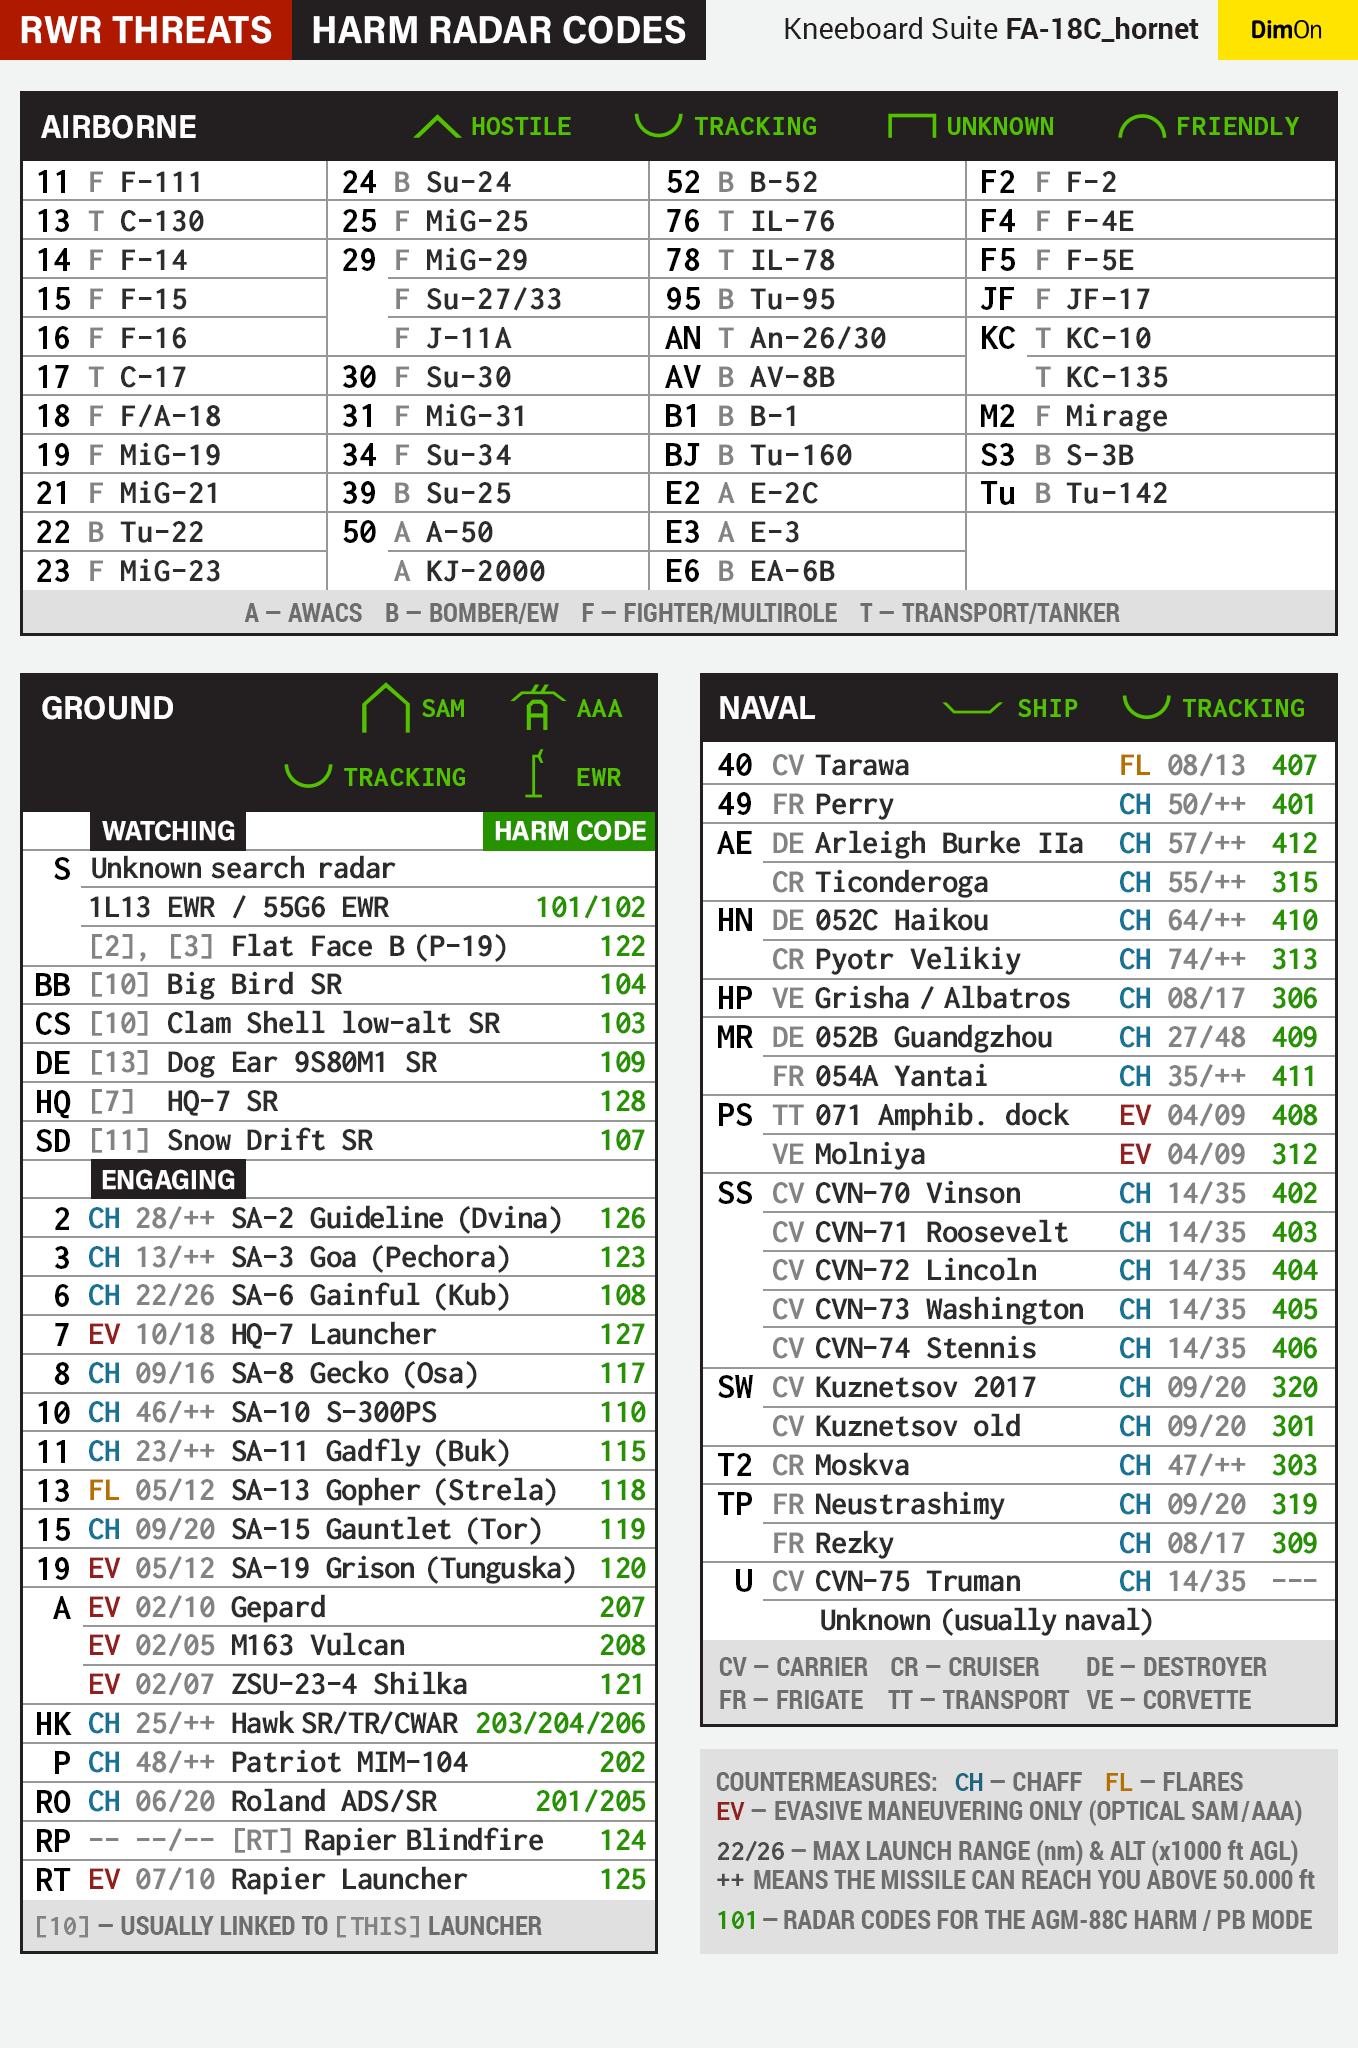 RWR THREATS HARM RADAR CODES Kneeboard Suite FA-18C_hornet DimOn
AIRBORNE HOSTILE TRACKING UNKNOWN FRIENDLY
11 F F-111 24 B Su-24 52 B B-52 F2 F F-2
13 T C-130 25 F MiG-25 76 T IL-76 F4 F F-4E
14 F F-14 29 F MiG-29 78 T IL-78 F5 F F-5E
15 F F-15 F Su-27/33 95 B Tu-95 JF F JF-17
16 F F-16 F J-11A AN T An-26/30 KC T KC-10
17 T C-17 30 F Su-30 AV B AV-8B T KC-135
18 F F/A-18 31 F MiG-31 B1 B B-1 M2 F Mirage
19 F MiG-19 34 F Su-34 BJ B Tu-160 S3 B S-3B
21 F MiG-21 39 B Su-25 E2 A E-2C Tu B Tu-142
22 B Tu-22 50 A A-50 E3 A E-3
23 F MiG-23 A KJ-2000 E6 B EA-6B
A – AWACS B – BOMBER/EW F – FIGHTER/MULTIROLE T – TRANSPORT/TANKER
GROUND SAM A AAA
TRACKING EWR
WATCHING HARM CODE
S Unknown search radar
1L13 EWR / 55G6 EWR 101/102
[2], [3] Flat Face B (P-19) 122
BB [10] Big Bird SR 104
CS [10] Clam Shell low-alt SR 103
DE [13] Dog Ear 9S80M1 SR 109
HQ [7] HQ-7 SR 128
SD [11] Snow Drift SR 107
ENGAGING
2 CH 28/++ SA-2 Guideline (Dvina) 126
3 CH 13/++ SA-3 Goa (Pechora) 123
6 CH 22/26 SA-6 Gainful (Kub) 108
7 EV 10/18 HQ-7 Launcher 127
8 CH 09/16 SA-8 Gecko (Osa) 117
10 CH 46/++ SA-10 S-300PS 110
11 CH 23/++ SA-11 Gadfly (Buk) 115
13 FL 05/12 SA-13 Gopher (Strela) 118
15 CH 09/20 SA-15 Gauntlet (Tor) 119
19 EV 05/12 SA-19 Grison (Tunguska) 120
A EV 02/10 Gepard 207
EV 02/05 M163 Vulcan 208
EV 02/07 ZSU-23-4 Shilka 121
HK CH 25/++ Hawk SR/TR/CWAR 203/204/206
P CH 48/++ Patriot MIM-104 202
RO CH 06/20 Roland ADS/SR 201/205
RP -- --/-- [RT] Rapier Blindfire 124
RT EV 07/10 Rapier Launcher 125
[10] – USUALLY LINKED TO [THIS] LAUNCHER
NAVAL SHIP TRACKING
40 CV Tarawa FL 08/13 407
49 FR Perry CH 50/++ 401
AE DE Arleigh Burke IIa CH 57/++ 412
CR Ticonderoga CH 55/++ 315
HN DE 052C Haikou CH 64/++ 410
CR Pyotr Velikiy CH 74/++ 313
HP VE Grisha / Albatros CH 08/17 306
MR DE 052B Guandgzhou CH 27/48 409
FR 054A Yantai CH 35/++ 411
PS TT 071 Amphib. dock EV 04/09 408
VE Molniya EV 04/09 312
SS CV CVN-70 Vinson CH 14/35 402
CV CVN-71 Roosevelt CH 14/35 403
CV CVN-72 Lincoln CH 14/35 404
CV CVN-73 Washington CH 14/35 405
CV CVN-74 Stennis CH 14/35 406
SW CV Kuznetsov 2017 CH 09/20 320
CV Kuznetsov old CH 09/20 301
T2 CR Moskva CH 47/++ 303
TP FR Neustrashimy CH 09/20 319
FR Rezky CH 08/17 309
U CV CVN-75 Truman CH 14/35 ---
Unknown (usually naval)
CV – CARRIER CR – CRUISER DE – DESTROYER
FR – FRIGATE TT – TRANSPORT VE – CORVETTE
COUNTERMEASURES: CH – CHAFF FL – FLARES
EV – EVASIVE MANEUVERING ONLY (OPTICAL SAM/AAA)
22/26 – MAX LAUNCH RANGE (nm) & ALT (x1000 ft AGL)
++ MEANS THE MISSILE CAN REACH YOU ABOVE 50.000 ft
101 – RADAR CODES FOR THE AGM-88C HARM / PB MODE